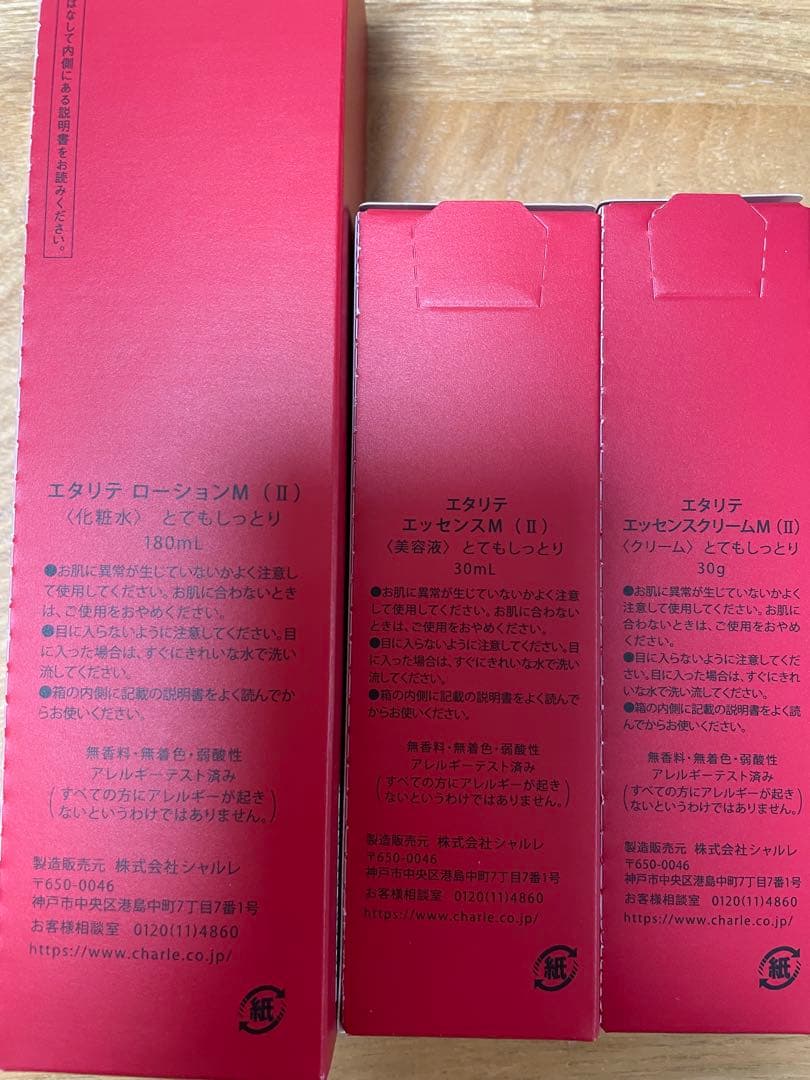 ばなして内側にある説明書をお読みください。
エタリテ ローションM（Ⅱ）
〈化粧水〉 とてもしっとり
180mL
●お肌に異常が生じていないかよく注意し
て使用してください。お肌に合わないとき
は、ご使用をおやめください。
●目に入らないように注意してください。目
に入った場合は、すぐにきれいな水で洗い
流してください。
●箱の内側に記載の説明書をよく読んでか
らお使いください。
無香料・無着色・弱酸性
アレルギーテスト済み
（すべての方にアレルギーが起き
ないというわけではありません。）
製造販売元 株式会社シャルレ
〒650-0046
神戸市中央区港島中町7丁目7番1号
お客様相談室 0120(11)4860
https://www.charle.co.jp/
紙
エタリテ
エッセンスM（Ⅱ）
〈美容液〉 とてもしっとり
30mL
●お肌に異常が生じていないかよく注意
して使用してください。お肌に合わない
ときは、ご使用をおやめください。
●目に入らないように注意してください。目
に入った場合は、すぐにきれいな水で洗い
流してください。
●箱の内側に記載の説明書をよく読んで
からお使いください。
無香料・無着色・弱酸性
アレルギーテスト済み
（すべての方にアレルギーが起き
ないというわけではありません。）
製造販売元 株式会社シャルレ
〒650-0046
神戸市中央区港島中町7丁目7番1号
お客様相談室 0120(11)4860
https://www.charle.co.jp/
紙
エタリテ
エッセンスクリームM（Ⅱ）
〈クリーム〉 とてもしっとり
30g
●お肌に異常が生じていないかよく
注意して使用してください。お肌に
合わないときは、ご使用をおやめ
ください。
●目に入らないように注意してくだ
さい。目に入った場合は、すぐにきれ
いな水で洗い流してください。
●箱の内側に記載の説明書をよく読
んでからお使いください。
無香料・無着色・弱酸性
アレルギーテスト済み
（すべての方にアレルギーが起き
ないというわけではありません。）
製造販売元 株式会社シャルレ
〒650-0046
神戸市中央区港島中町7丁目7番1号
お客様相談室 0120(11)4860
https://www.charle.co.jp/
紙